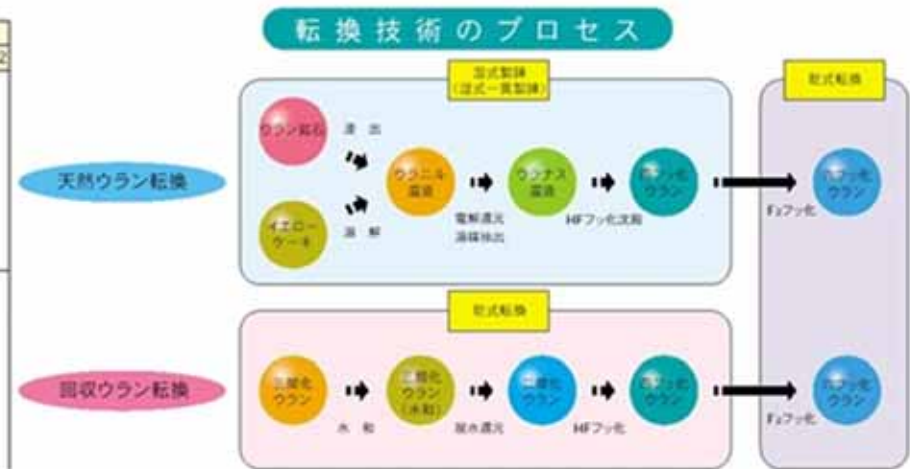 2
転換技術のプロセス
湿式製錬
(湿式一貫製錬)
乾式転換
天然ウラン転換
ウラン鉱石
浸出
イエロー
ケーキ
溶解
ウラニル
溶液
電解還元
溶媒抽出
ウラナス
溶液
HFフッ化沈殿
フッ化
ウラン
F₂フッ化
フッ化
ウラン
乾式転換
回収ウラン転換
三酸化
ウラン
水和
三酸化
ウラン
(水和)
脱水還元
二酸化
ウラン
HFフッ化
フッ化
ウラン
F₂フッ化
フッ化
ウラン